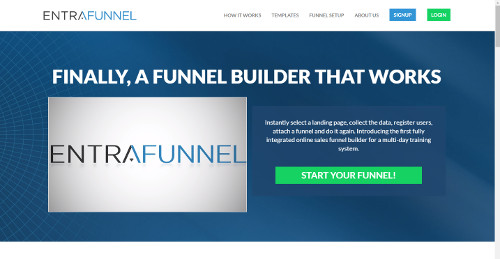 ENTRAFUNNEL
HOW IT WORKS TEMPLATES FUNNEL SETUP ABOUT US SIGNUP LOGIN
FINALLY, A FUNNEL BUILDER THAT WORKS
ENTRAFUNNEL
Instantly select a landing page, collect the data, register users,
attach a funnel and do it again. Introducing the first fully
integrated online sales funnel builder for a multi-day training
system.
START YOUR FUNNEL!